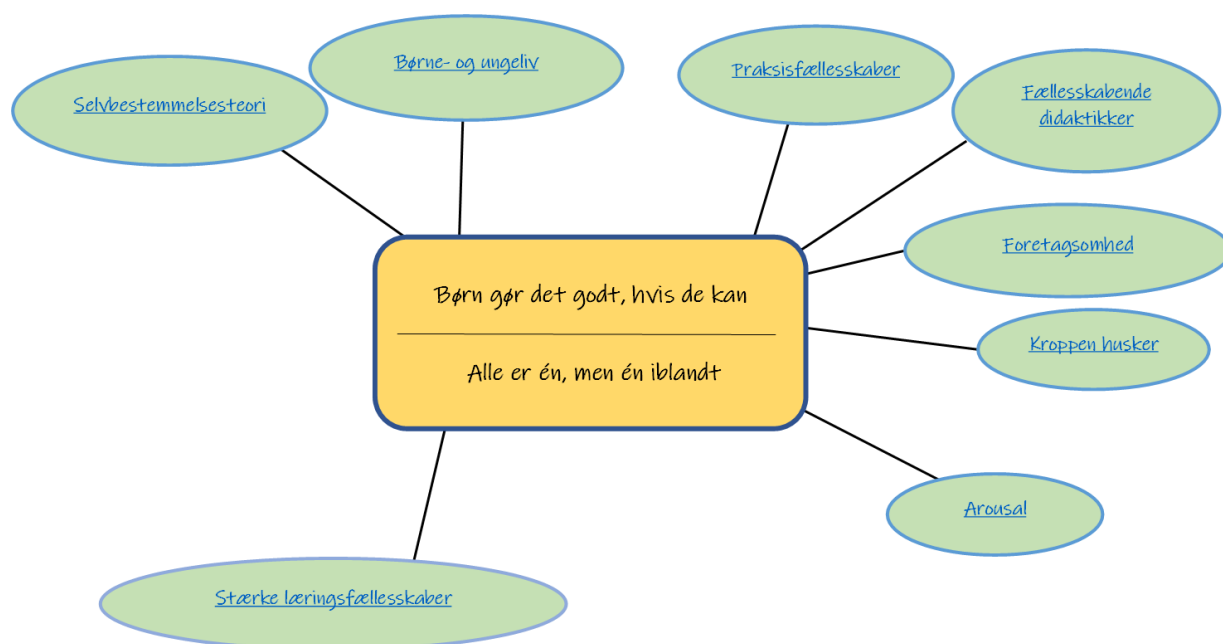 Børne- og ungeliv
Praksisfællesskaber
Selvbestemmelsesteori
Fællesskabende
didaktikker
Foretagsomhed
Børn gør det godt, hvis de kan
Kroppen husker
Alle er én, men én iblandt
Arousal
Stærke læringsfællesskaber